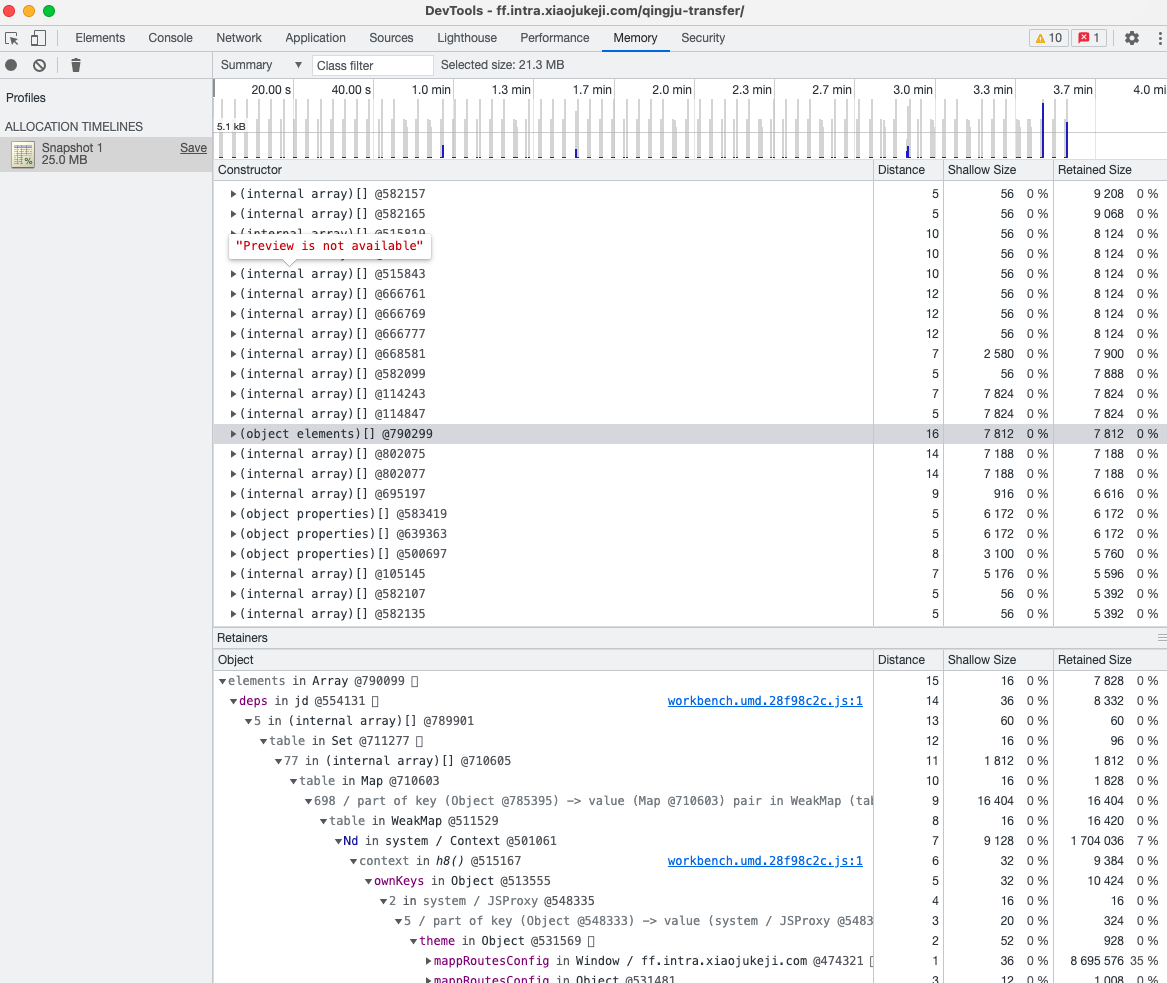 DevTools - ff.intra.xiaojukeji.com/qingju-transfer/
Elements Console Network Application Sources Lighthouse Performance Memory Security 10 1
Summary Class filter Selected size: 21.3 MB
Profiles
ALLOCATION TIMELINES
Snapshot 1 Save
25.0 MB
20.00 s 40.00 s 1.0 min 1.3 min 1.7 min 2.0 min 2.3 min 2.7 min 3.0 min 3.3 min 3.7 min 4.0 mi
5.1 kB
Constructor Distance Shallow Size Retained Size
(internal array)[] @582157 5 56 0 % 9 208 0 %
(internal array)[] @582165 5 56 0 % 9 068 0 %
(internal array)[] @515819 10 56 0 % 8 124 0 %
"Preview is not available"
10 56 0 % 8 124 0 %
(internal array)[] @515843 10 56 0 % 8 124 0 %
(internal array)[] @666761 12 56 0 % 8 124 0 %
(internal array)[] @666769 12 56 0 % 8 124 0 %
(internal array)[] @666777 12 56 0 % 8 124 0 %
(internal array)[] @668581 7 2 580 0 % 7 900 0 %
(internal array)[] @582099 5 56 0 % 7 888 0 %
(internal array)[] @114243 7 7 824 0 % 7 824 0 %
(internal array)[] @114847 5 7 824 0 % 7 824 0 %
(object elements)[] @790299 16 7 812 0 % 7 812 0 %
(internal array)[] @802075 14 7 188 0 % 7 188 0 %
(internal array)[] @802077 14 7 188 0 % 7 188 0 %
(internal array)[] @695197 9 916 0 % 6 616 0 %
(object properties)[] @583419 5 6 172 0 % 6 172 0 %
(object properties)[] @639363 5 6 172 0 % 6 172 0 %
(object properties)[] @500697 8 3 100 0 % 5 760 0 %
(internal array)[] @105145 7 5 176 0 % 5 596 0 %
(internal array)[] @582107 5 56 0 % 5 392 0 %
(internal array)[] @582135 5 56 0 % 5 392 0 %
Retainers
Object Distance Shallow Size Retained Size
elements in Array @790099 15 16 0 % 7 828 0 %
deps in jd @554131 workbench.umd.28f98c2c.js:1 14 36 0 % 8 332 0 %
5 in (internal array)[] @789901 13 60 0 % 60 0 %
table in Set @711277 12 16 0 % 96 0 %
77 in (internal array)[] @710605 11 1 812 0 % 1 812 0 %
table in Map @710603 10 16 0 % 1 828 0 %
698 / part of key (Object @785395) -> value (Map @710603) pair in WeakMap (tal 9 16 404 0 % 16 404 0 %
table in WeakMap @511529 8 16 0 % 16 420 0 %
Nd in system / Context @501061 7 9 128 0 % 1 704 036 7 %
context in h8() @515167 workbench.umd.28f98c2c.js:1 6 32 0 % 9 384 0 %
ownKeys in Object @513555 5 32 0 % 10 424 0 %
2 in system / JSProxy @548335 4 16 0 % 16 0 %
5 / part of key (Object @548333) -> value (system / JSProxy @5483 3 20 0 % 324 0 %
theme in Object @531569 2 52 0 % 928 0 %
mappRoutesConfig in Window / ff.intra.xiaojukeji.com @474321 1 36 0 % 8 695 576 35 %
mappRoutesConfig in Object @531481 3 12 0 % 1 008 0 %